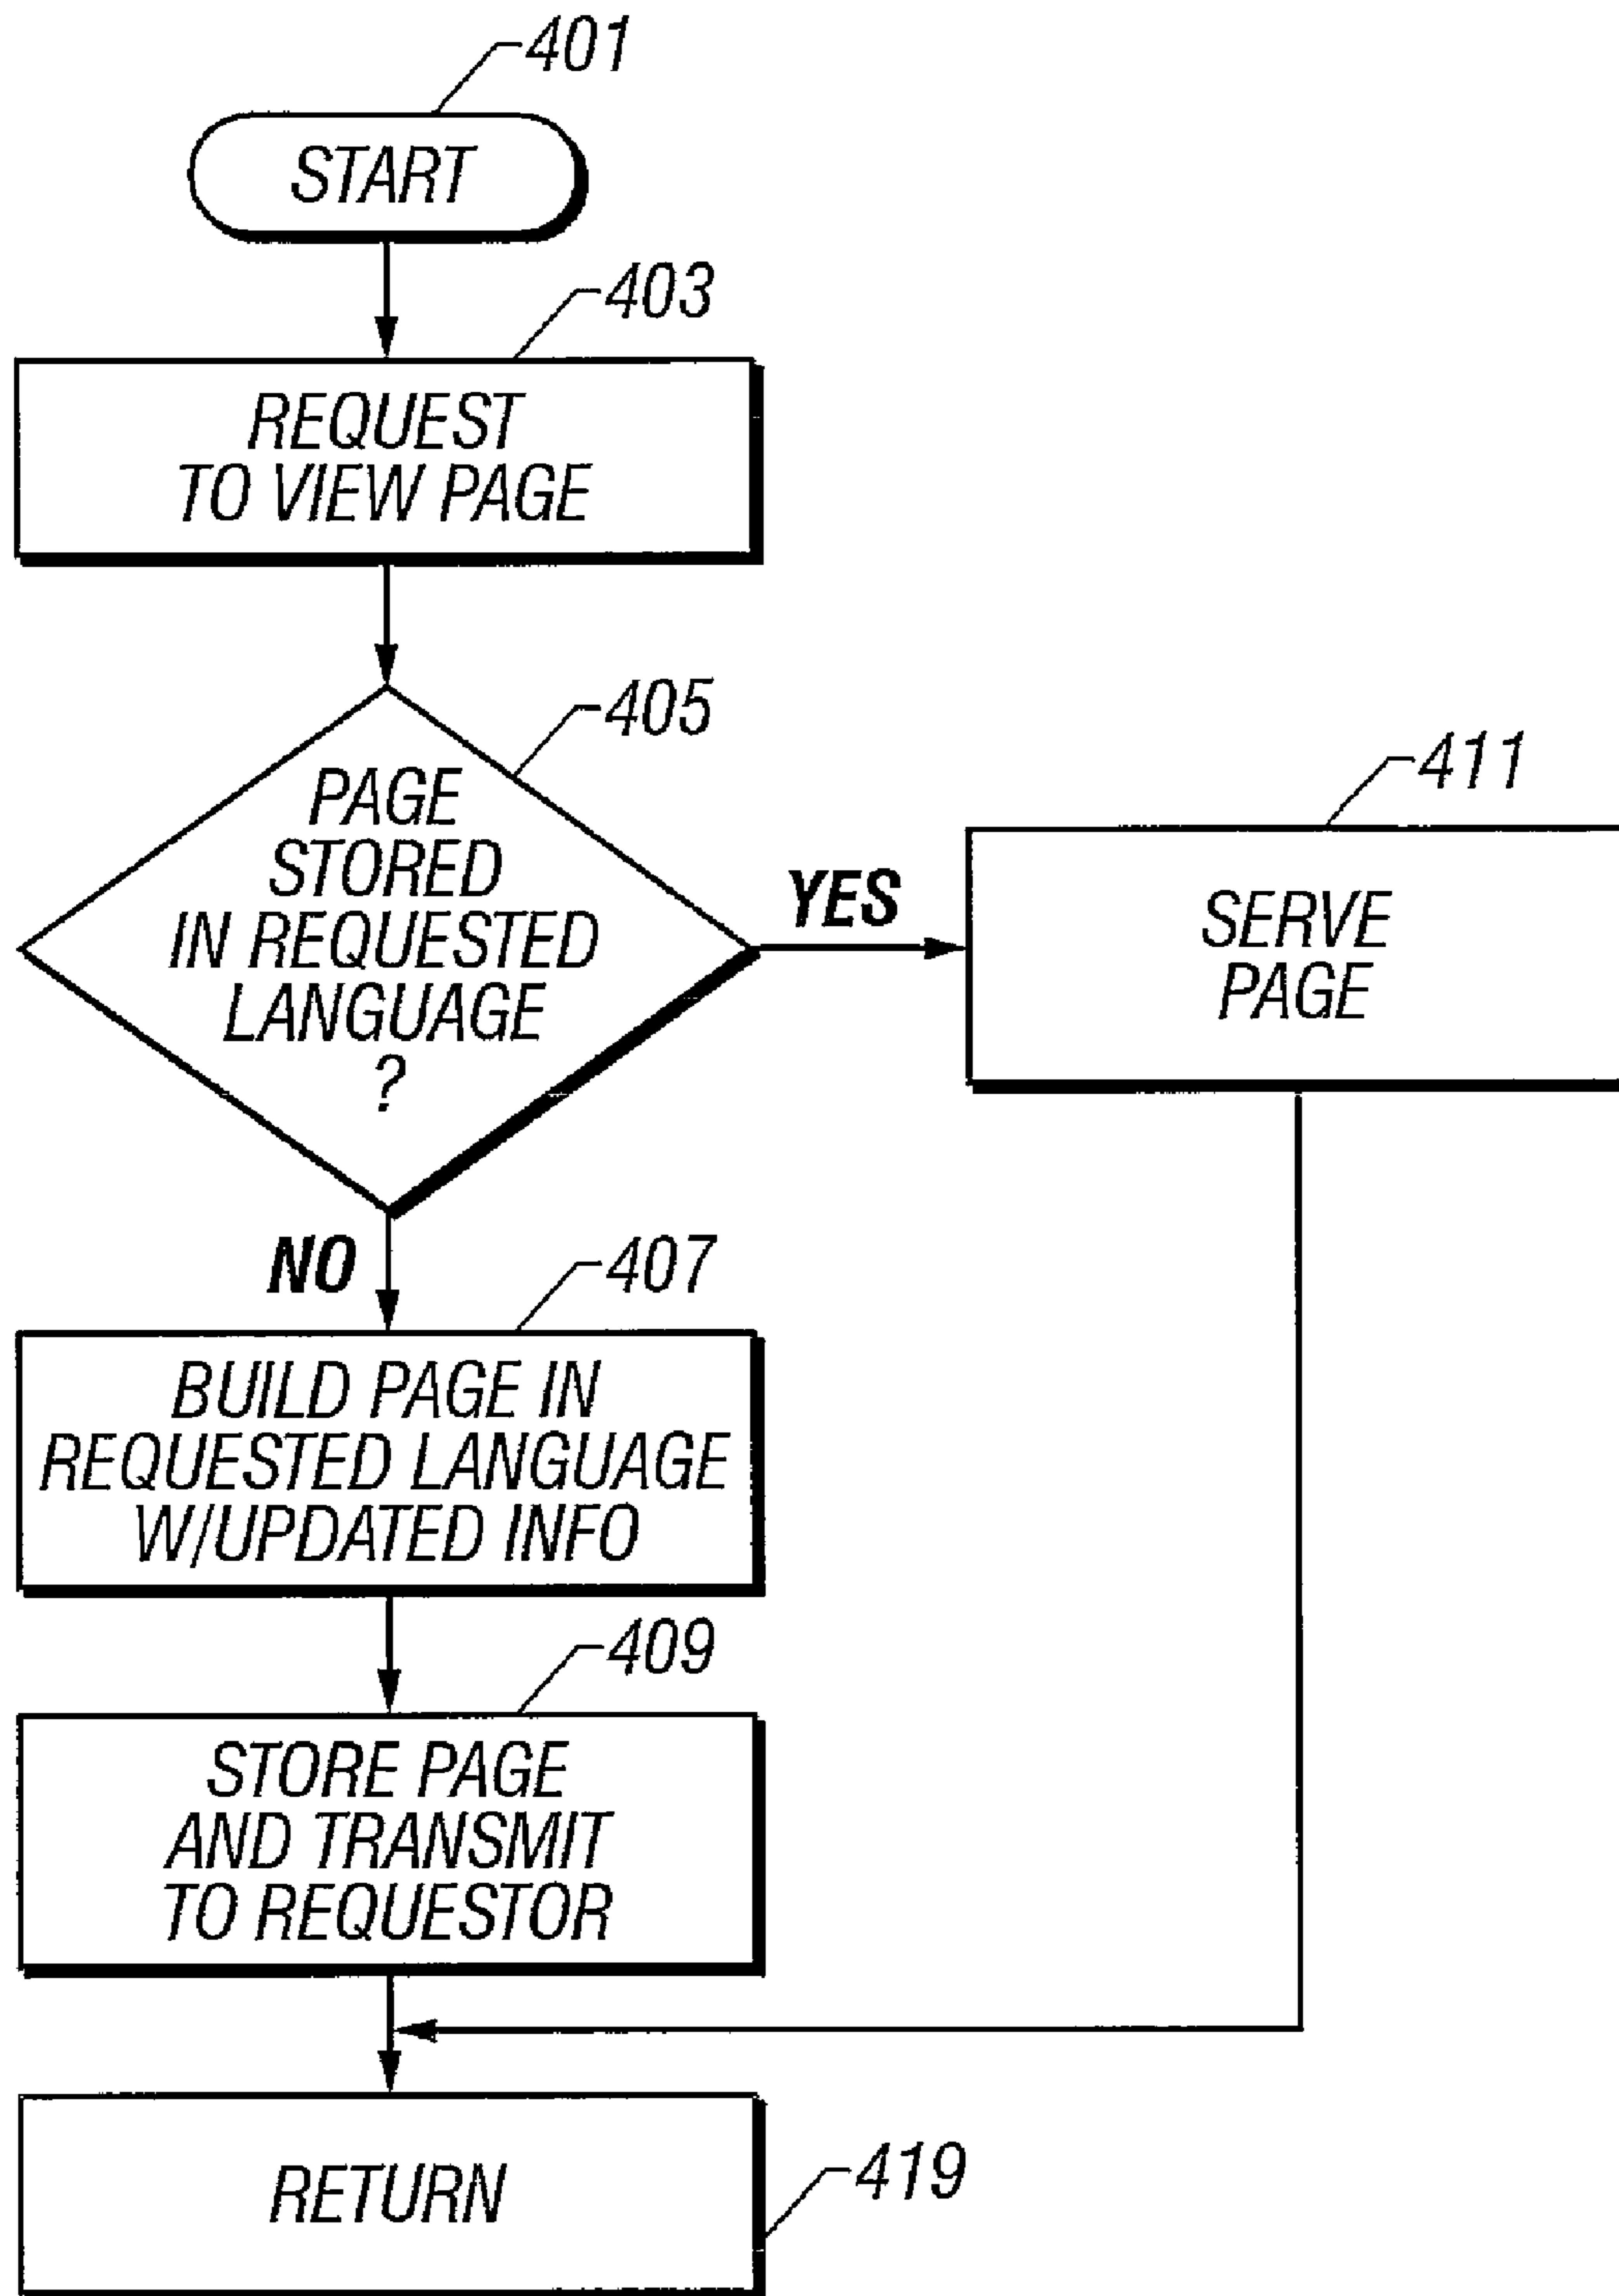 401
START
403
REQUEST
TO VIEW PAGE
405
PAGE
STORED
IN REQUESTED
LANGUAGE
?
YES
411
SERVE
PAGE
NO
407
BUILD PAGE IN
REQUESTED LANGUAGE
W/UPDATED INFO
409
STORE PAGE
AND TRANSMIT
TO REQUESTOR
RETURN
419